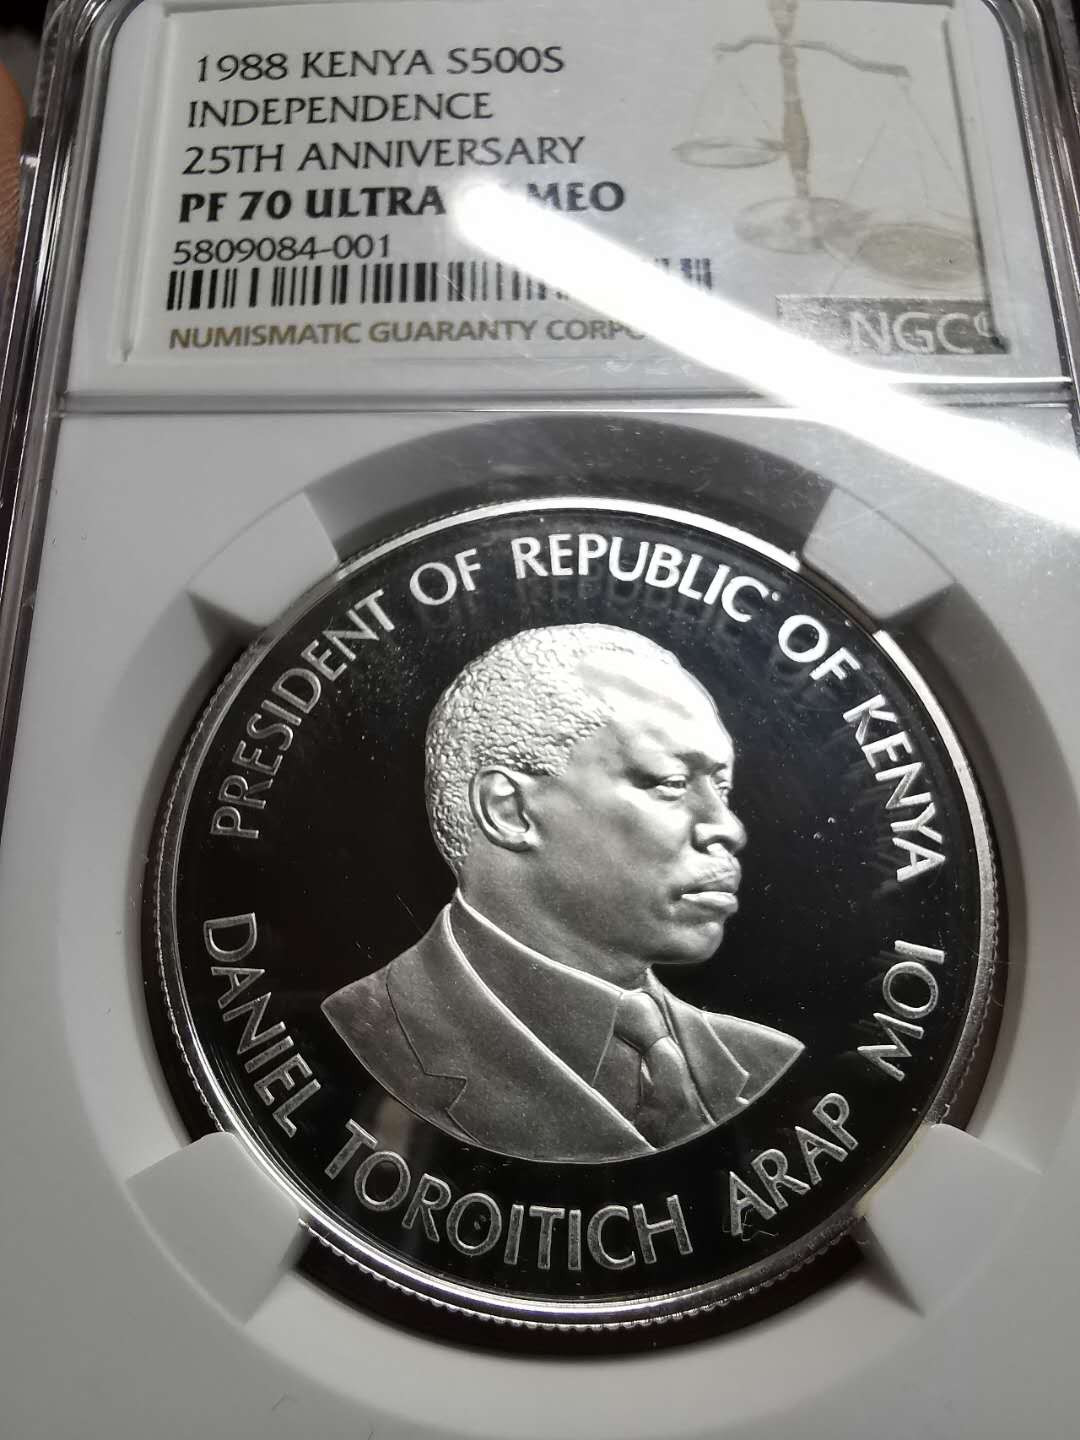 1988 KENYA S500S
INDEPENDENCE
25TH ANNIVERSARY
PF 70 ULTRA
5809084-001
NUMISMATIC GUARANTY
NGC
PRESIDENT OF REPUBLIC OF KENYA
DANIEL TOROITICH ARAP MOI